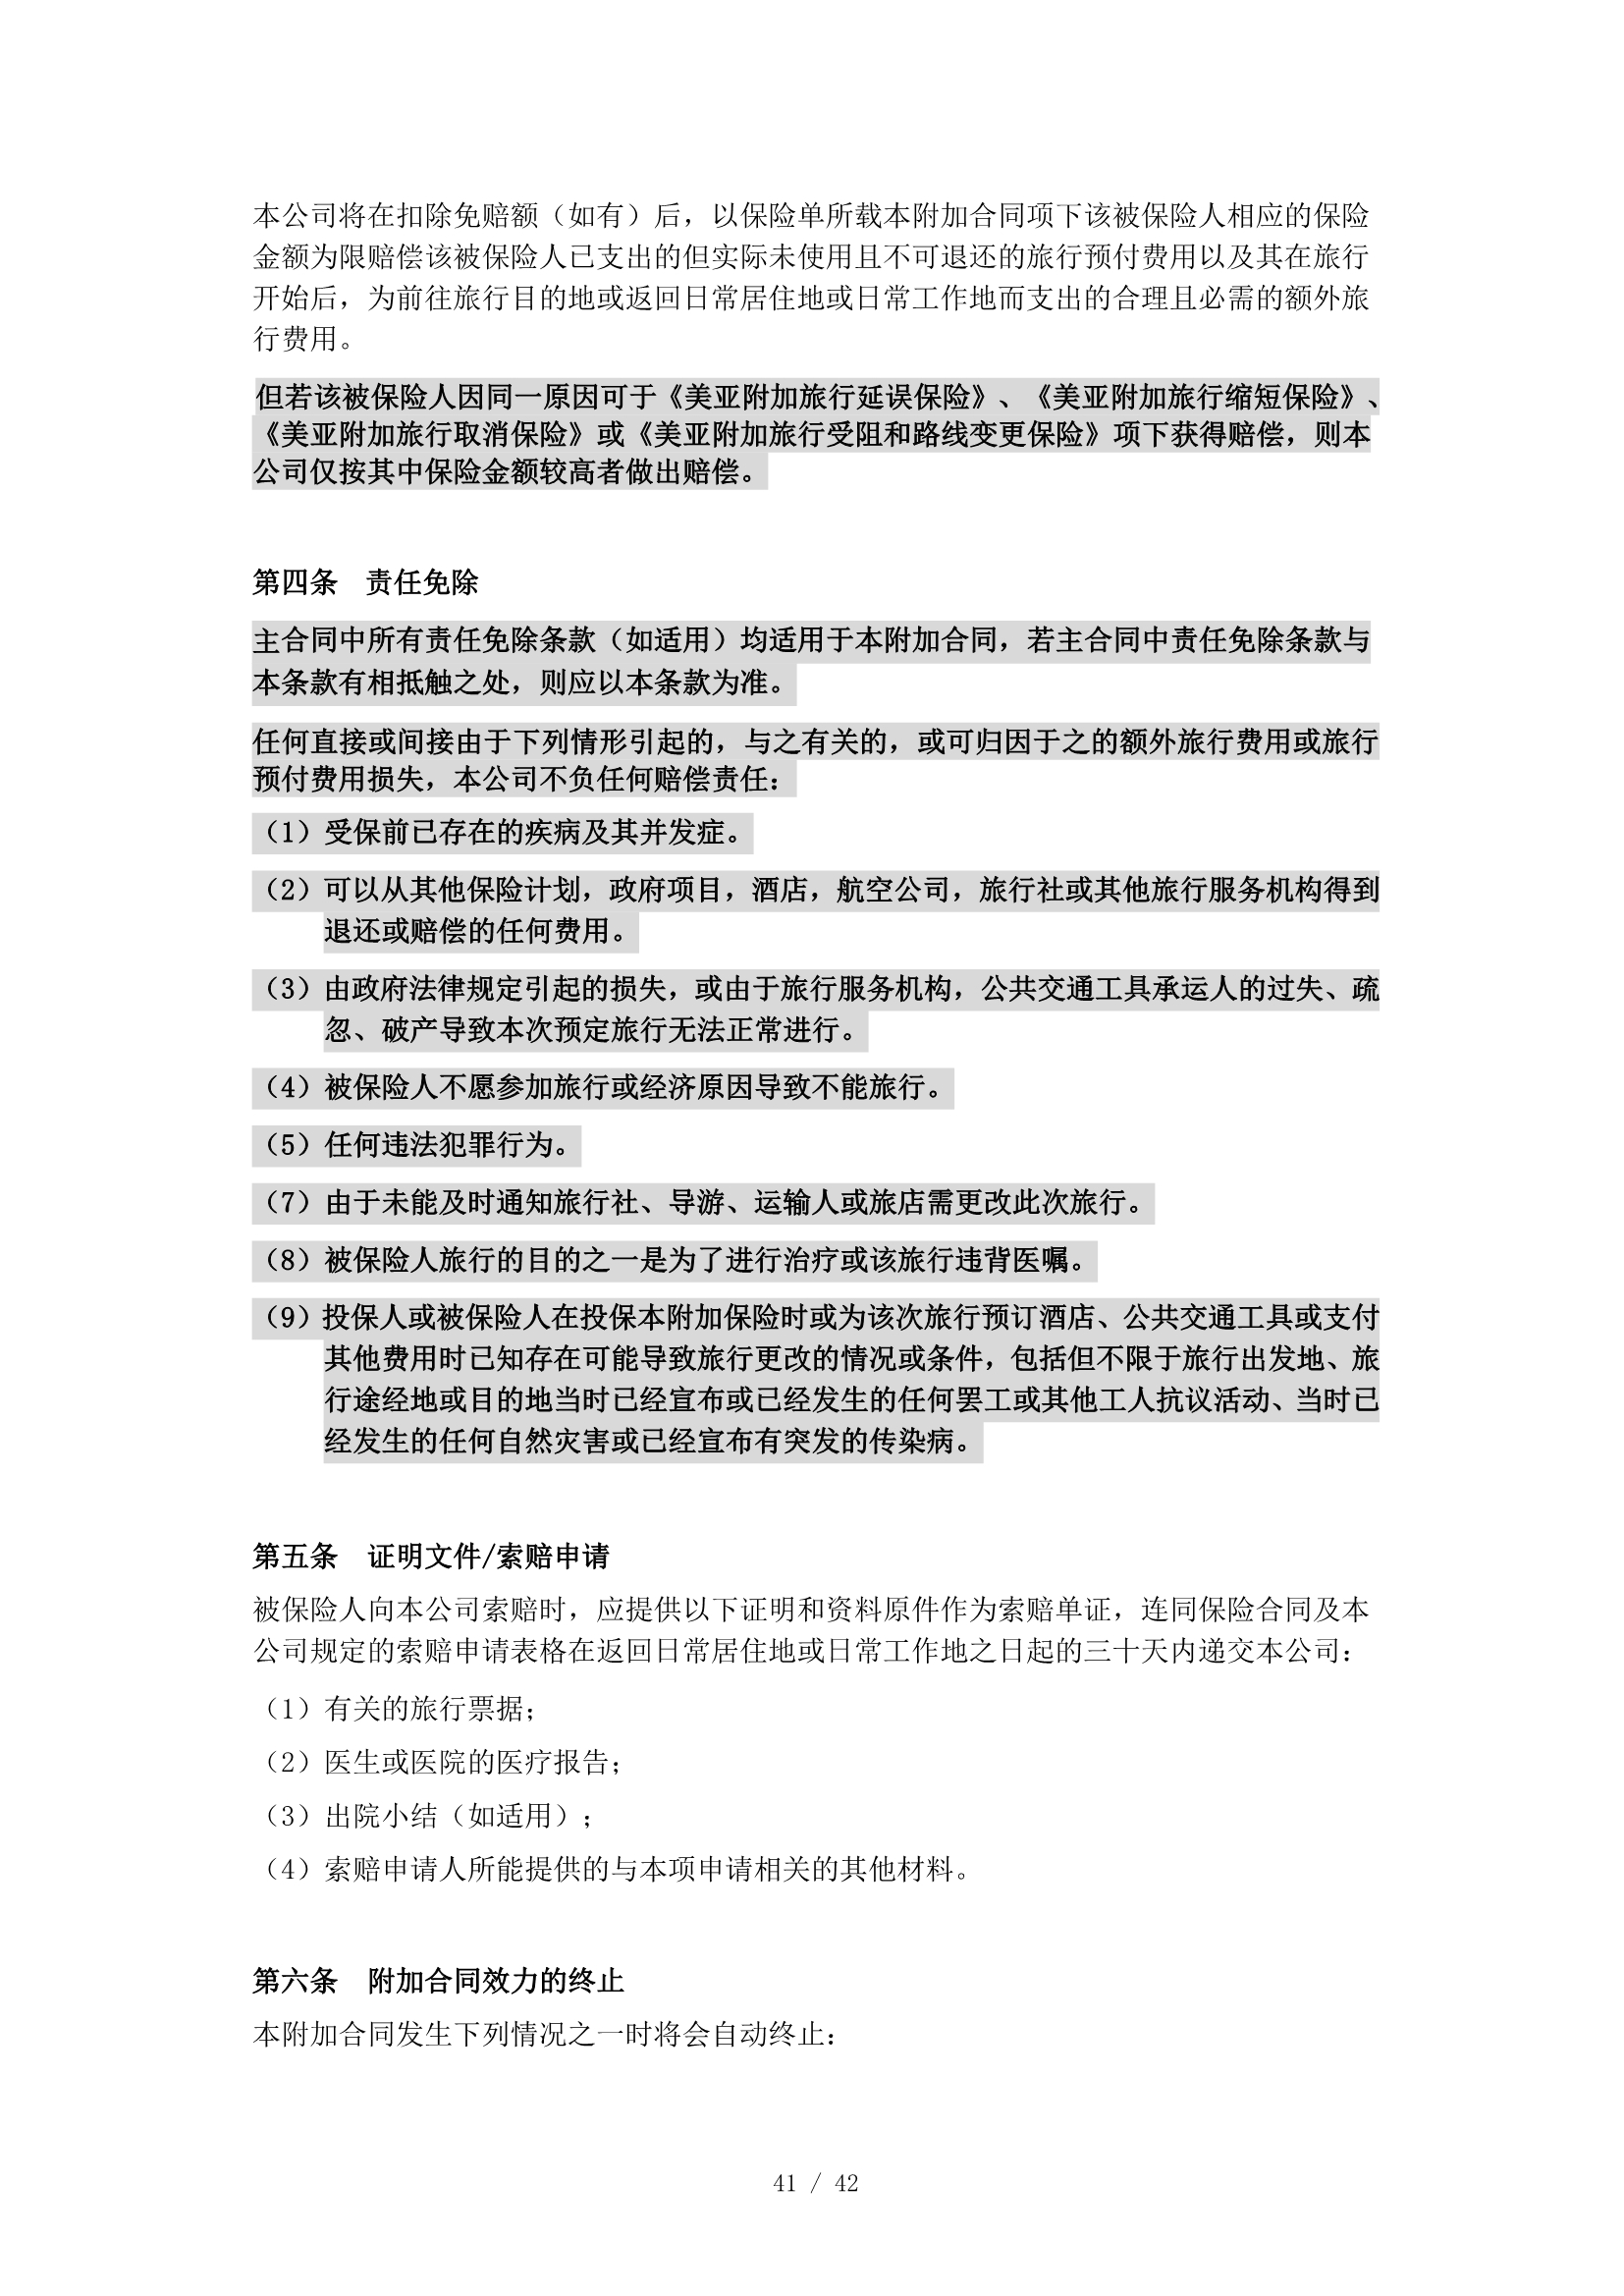 本公司将在扣除免赔额（如有）后，以保险单所载本附加合同项下该被保险人相应的保险
金额为限赔偿该被保险人已支出的但实际未使用且不可退还的旅行预付费用以及其在旅行
开始后，为前往旅行目的地或返回日常居住地或日常工作地而支出的合理且必需的额外旅
行费用。
但若该被保险人因同一原因可于《美亚附加旅行延误保险》、《美亚附加旅行缩短保险》、
《美亚附加旅行取消保险》或《美亚附加旅行受阻和路线变更保险》项下获得赔偿，则本
公司仅按其中保险金额较高者做出赔偿。
第四条　责任免除
主合同中所有责任免除条款（如适用）均适用于本附加合同，若主合同中责任免除条款与
本条款有相抵触之处，则应以本条款为准。
任何直接或间接由于下列情形引起的，与之有关的，或可归因于之的额外旅行费用或旅行
预付费用损失，本公司不负任何赔偿责任：
（1）受保前已存在的疾病及其并发症。
（2）可以从其他保险计划，政府项目，酒店，航空公司，旅行社或其他旅行服务机构得到
退还或赔偿的任何费用。
（3）由政府法律规定引起的损失，或由于旅行服务机构，公共交通工具承运人的过失、疏
忽、破产导致本次预定旅行无法正常进行。
（4）被保险人不愿参加旅行或经济原因导致不能旅行。
（5）任何违法犯罪行为。
（7）由于未能及时通知旅行社、导游、运输人或旅店需更改此次旅行。
（8）被保险人旅行的目的之一是为了进行治疗或该旅行违背医嘱。
（9）投保人或被保险人在投保本附加保险时或为该次旅行预订酒店、公共交通工具或支付
其他费用时已知存在可能导致旅行更改的情况或条件，包括但不限于旅行出发地、旅
行途经地或目的地当时已经宣布或已经发生的任何罢工或其他工人抗议活动、当时已
经发生的任何自然灾害或已经宣布有突发的传染病。
第五条　证明文件/索赔申请
被保险人向本公司索赔时，应提供以下证明和资料原件作为索赔单证，连同保险合同及本
公司规定的索赔申请表格在返回日常居住地或日常工作地之日起的三十天内递交本公司：
（1）有关的旅行票据；
（2）医生或医院的医疗报告；
（3）出院小结（如适用）；
（4）索赔申请人所能提供的与本项申请相关的其他材料。
第六条　附加合同效力的终止
本附加合同发生下列情况之一时将会自动终止：
41 / 42